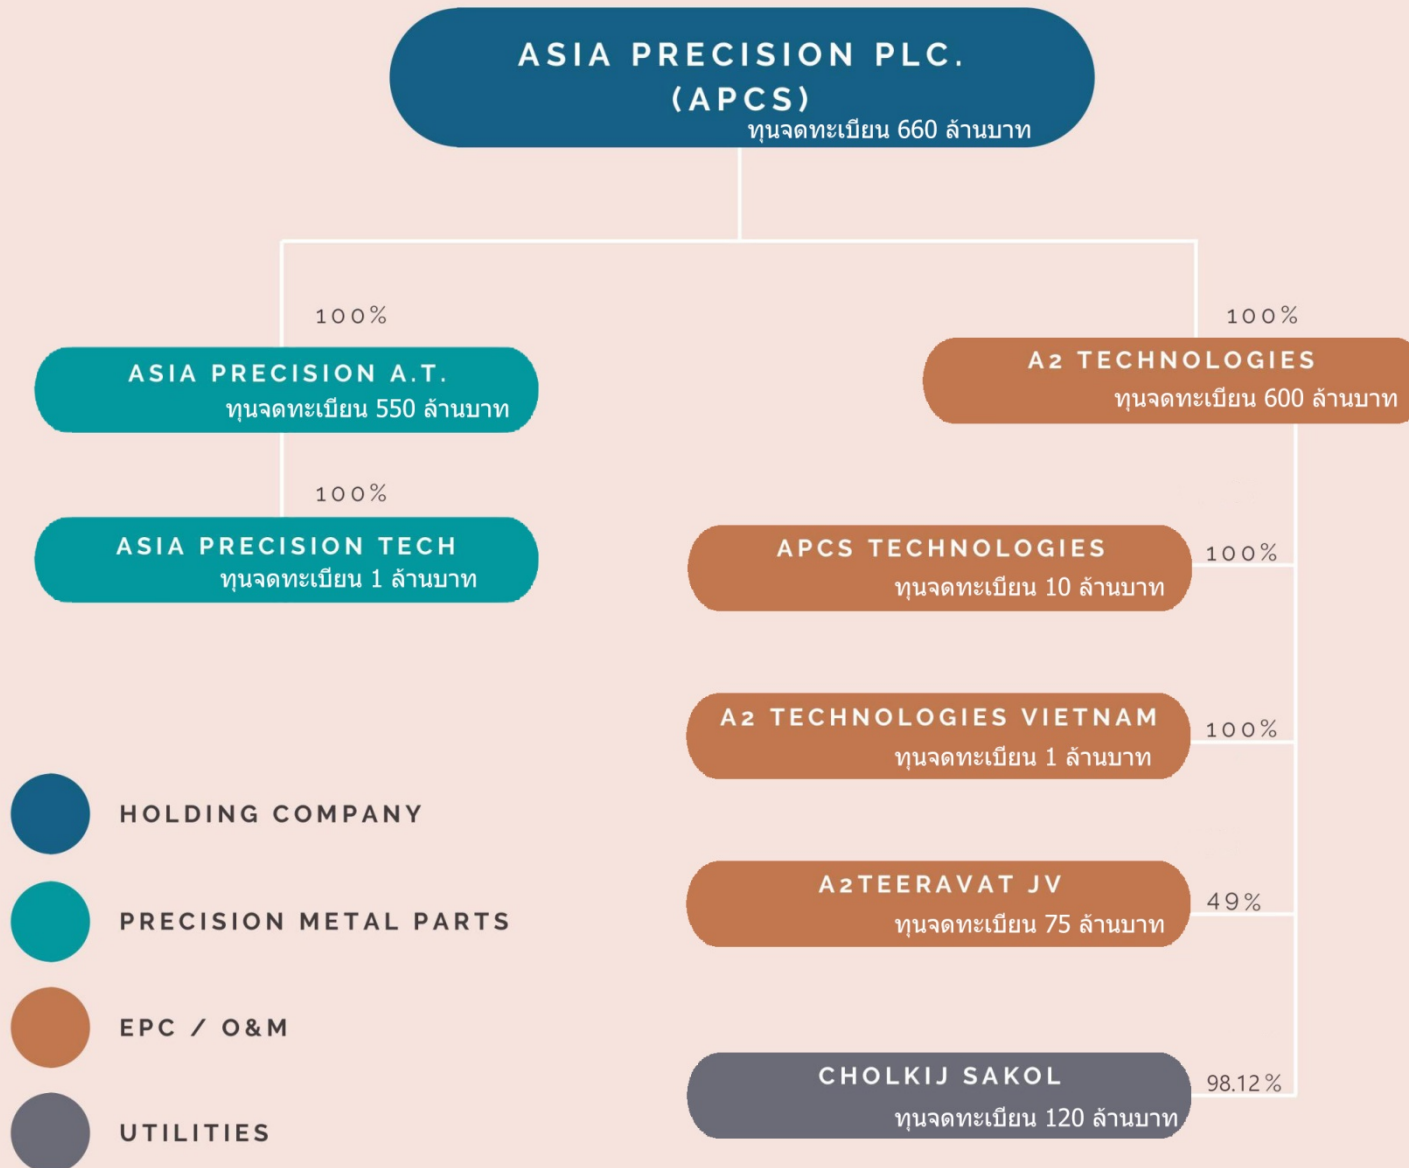 ASIA PRECISION PLC.
(APCS)
ทุนจดทะเบียน 660 ล้านบาท
100%
ASIA PRECISION A.T.
ทุนจดทะเบียน 550 ล้านบาท
100%
ASIA PRECISION TECH
ทุนจดทะเบียน 1 ล้านบาท
100%
A2 TECHNOLOGIES
ทุนจดทะเบียน 600 ล้านบาท
APCS TECHNOLOGIES
ทุนจดทะเบียน 10 ล้านบาท
100%
A2 TECHNOLOGIES VIETNAM
ทุนจดทะเบียน 1 ล้านบาท
100%
A2TEERAVAT JV
ทุนจดทะเบียน 75 ล้านบาท
49%
CHOLKIJ SAKOL
ทุนจดทะเบียน 120 ล้านบาท
98.12%
HOLDING COMPANY
PRECISION METAL PARTS
EPC / O&M
UTILITIES